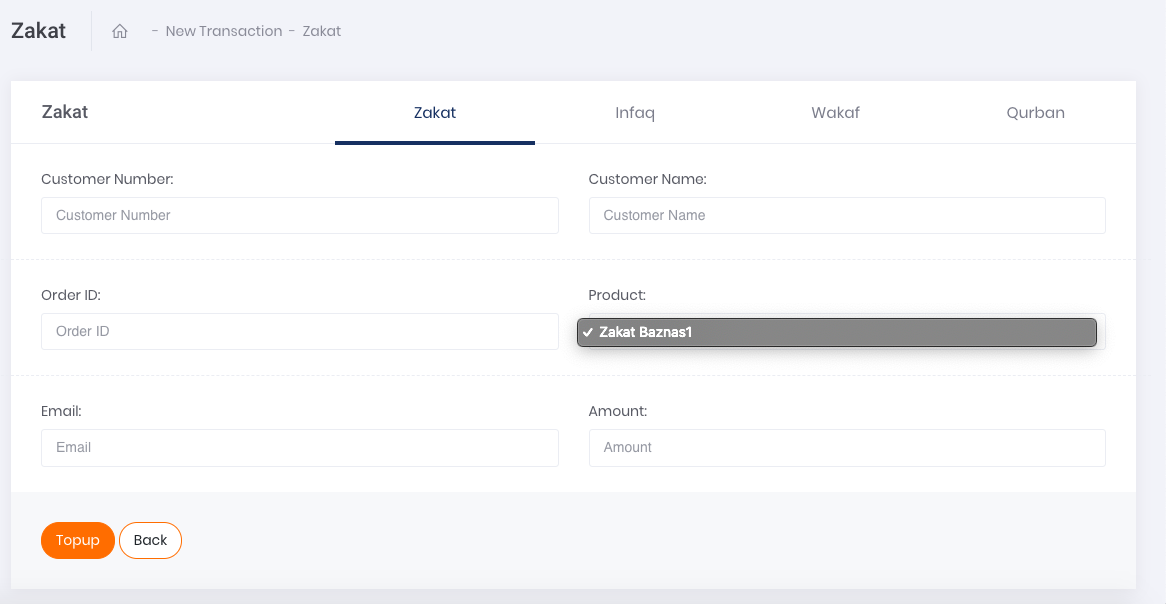 Zakat
- New Transaction - Zakat
Zakat Zakat Infaq Wakaf Qurban
Customer Number: Customer Name:
Customer Number Customer Name
Order ID: Product:
Order ID ✓ Zakat Baznas1
Email: Amount:
Email Amount
Topup Back